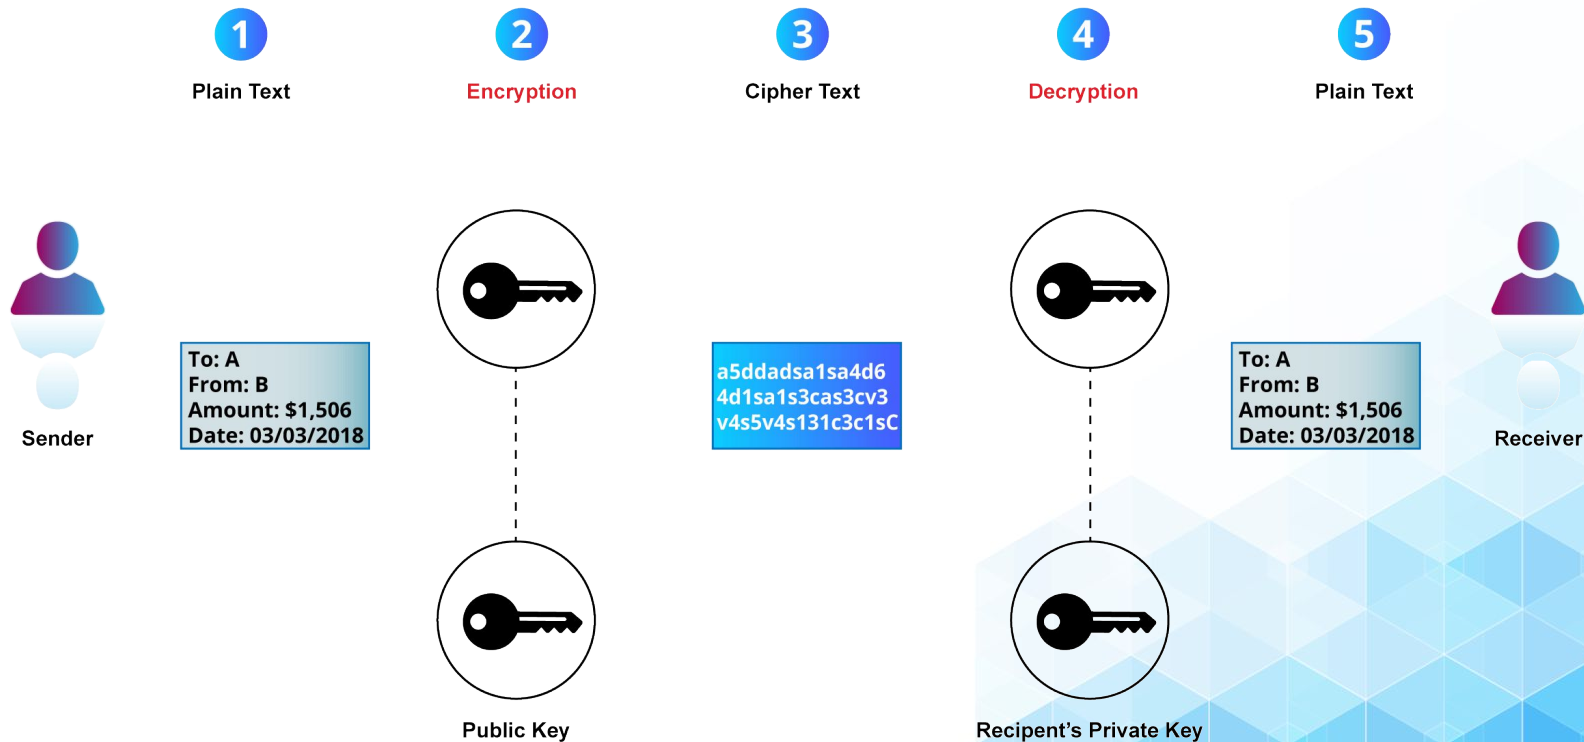 1
2
3
4
5
Plain Text
Encryption
Cipher Text
Decryption
Plain Text
To: A
From: B
Amount: $1,506
Date: 03/03/2018
a5ddadsa1sa4d6
4d1sa1s3cas3cv3
v4s5v4s131c3c1sC
To: A
From: B
Amount: $1,506
Date: 03/03/2018
Sender
Receiver
Public Key
Recipent's Private Key